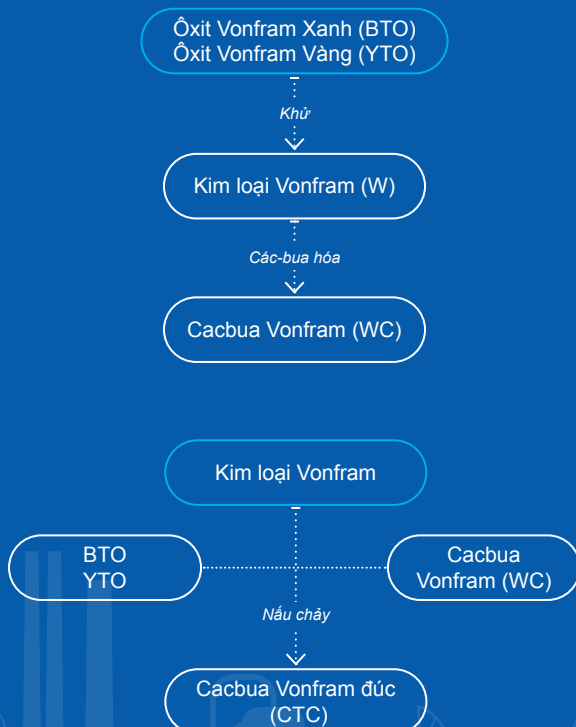 Ôxit Vonfram Xanh (BTO)
Ôxit Vonfram Vàng (YTO)
Khử
Kim loại Vonfram (W)
Các-bua hóa
Cacbua Vonfram (WC)
Kim loại Vonfram
BTO
YTO
Cacbua
Vonfram (WC)
Nấu chảy
Cacbua Vonfram đúc
(CTC)